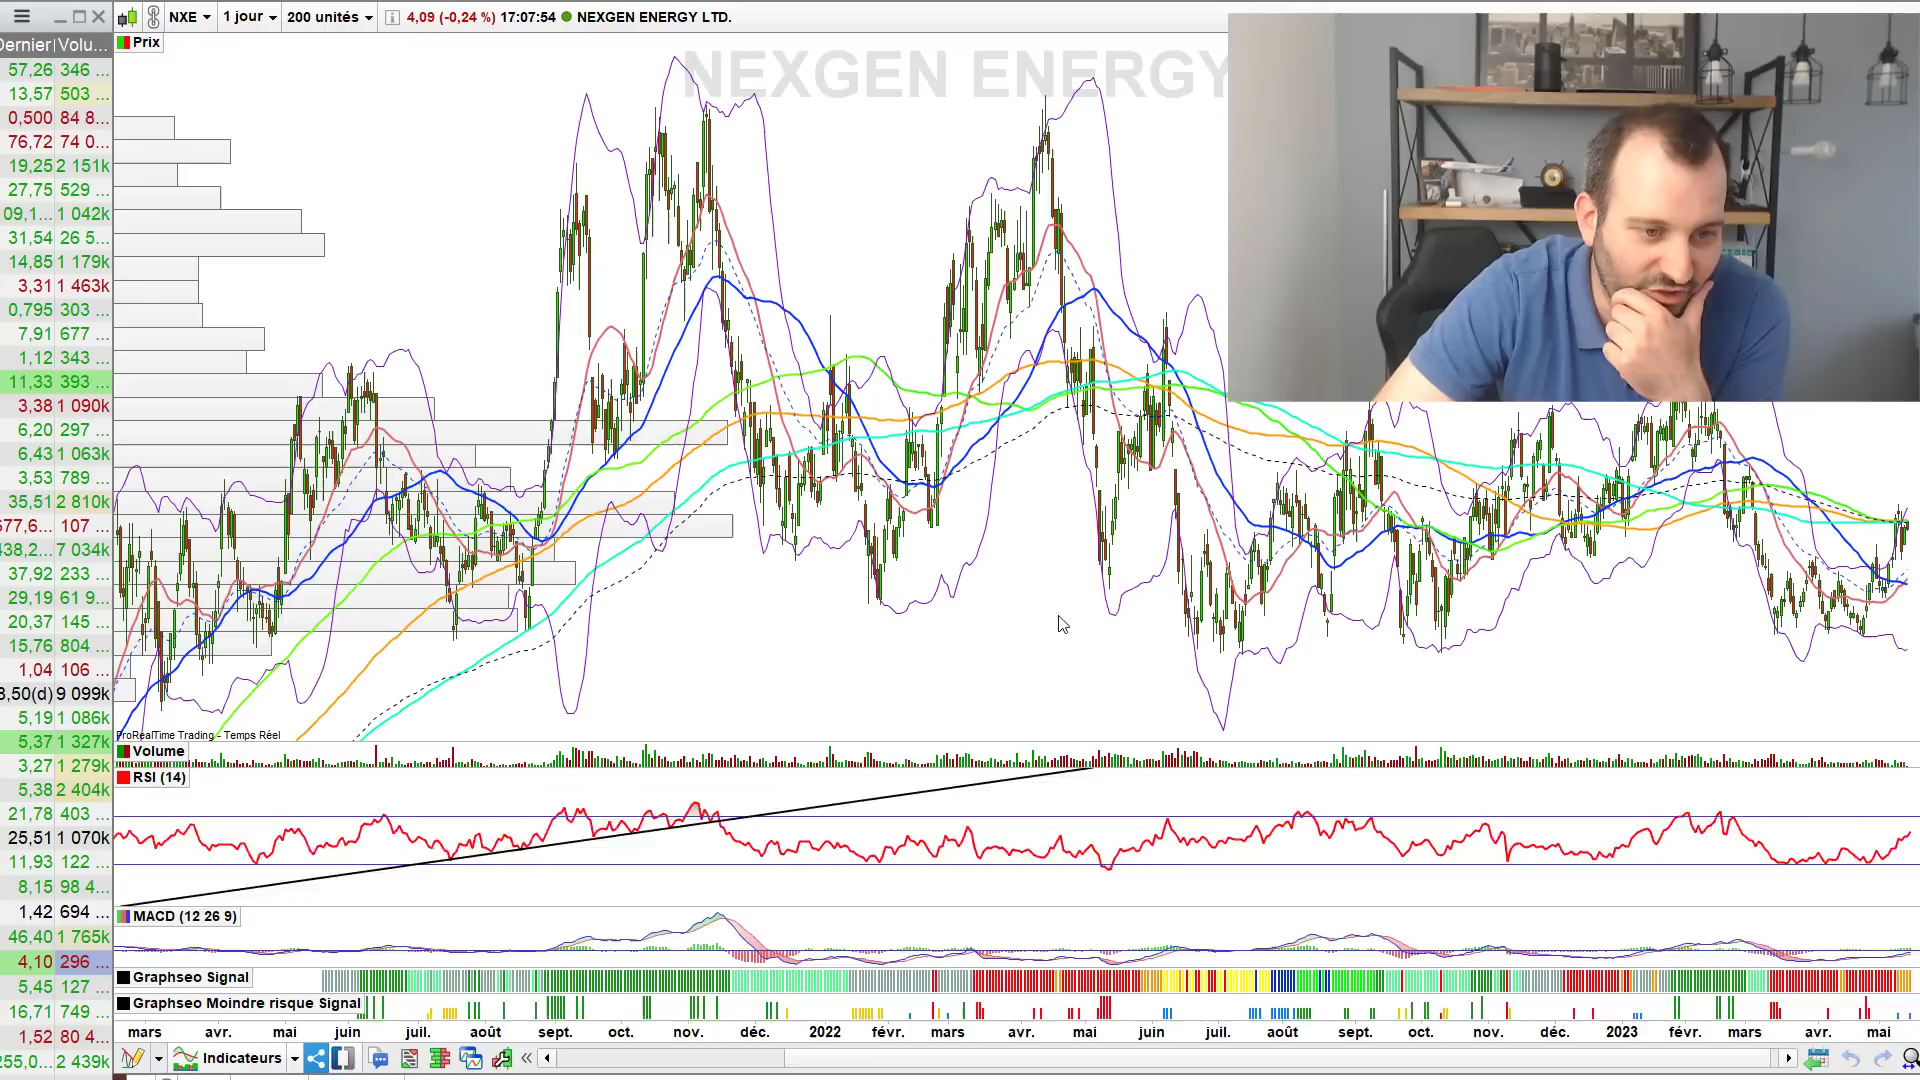 NXE 1 jour 200 unités 4,09 (-0,24 %) 17:07:54 NEXGEN ENERGY LTD.
Dernier Volu...
Prix
NEXGEN ENERGY
57,26 346 ...
13,57 503 ...
0,500 84 8...
76,72 74 0...
19,25 2 151k
27,75 529 ...
09,1... 1 042k
31,54 26 5...
14,85 1 179k
3,31 1 463k
0,795 303 ...
7,91 677 ...
1,12 343 ...
11,33 393 ...
3,38 1 090k
6,20 297 ...
6,43 1 063k
3,53 789 ...
35,51 2 810k
577,6... 107 ...
438,2... 7 034k
37,92 233 ...
29,19 61 9...
20,37 145 ...
15,76 804 ...
1,04 106 ...
3,50(d) 9 099k
5,19 1 086k
5,37 1 327k
3,27 1 279k
5,38 2 404k
21,78 403 ...
25,51 1 070k
11,93 122 ...
8,15 98 4...
1,42 694 ...
46,40 1 765k
4,10 296 ...
5,45 127 ...
16,71 749 ...
1,52 80 4...
255,0... 2 439k
ProRealTime Trading - Temps Réel
Volume
RSI (14)
MACD (12 26 9)
Graphseo Signal
Graphseo Moindre risque Signal
mars avr. mai juin juil. août sept. oct. nov. déc. 2022 févr. mars avr. mai juin juil. août sept. oct. nov. déc. 2023 févr. mars avr. mai
Indicateurs